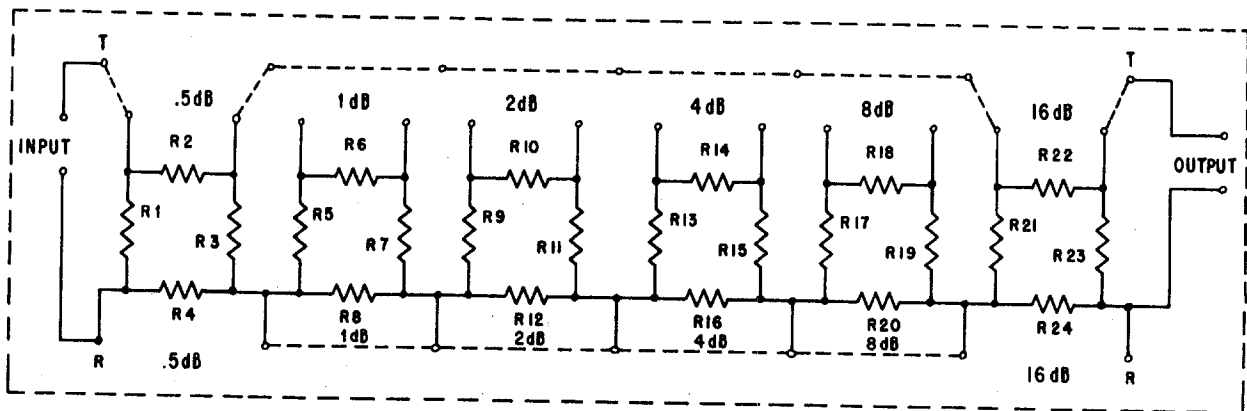 T
T
.5dB
1dB
2dB
4dB
8dB
16dB
INPUT
R2
R6
R10
R14
R18
R22
OUTPUT
R1
R3
R5
R7
R9
R11
R13
R15
R17
R19
R21
R23
R4
R8
R12
R16
R20
R24
R
.5dB
1dB
2dB
4dB
8dB
16dB
R